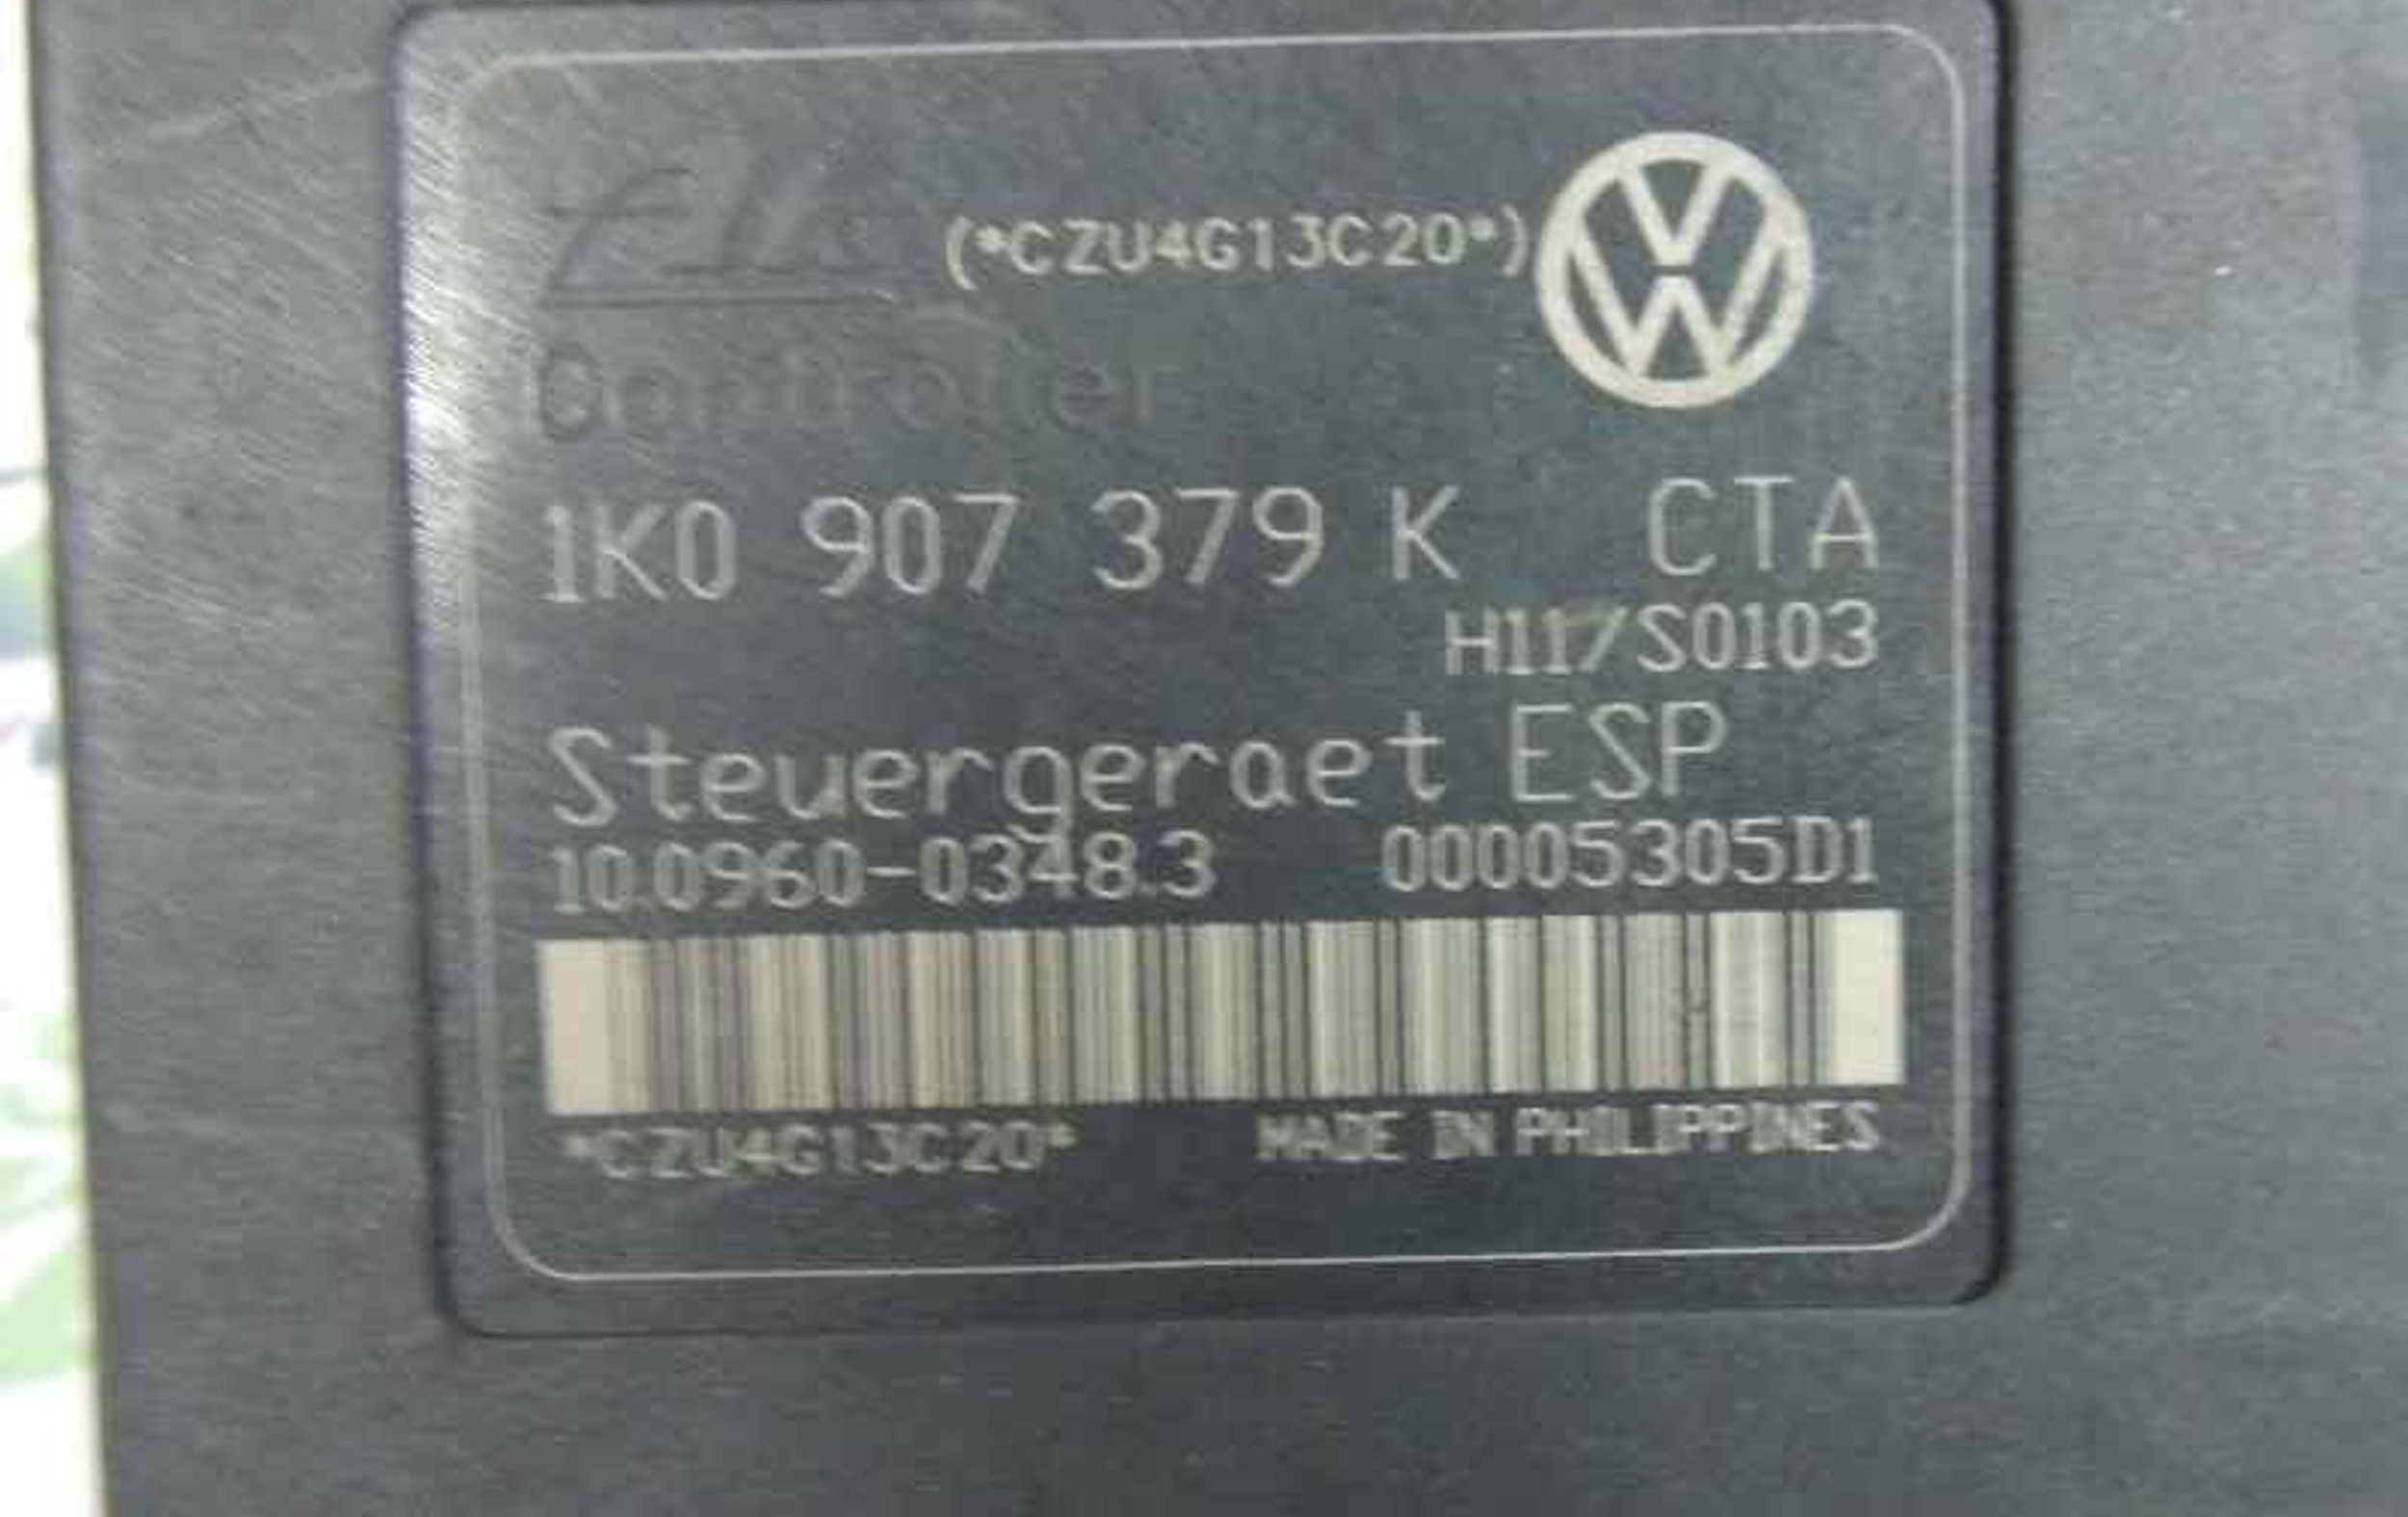 Ate (*CZU4G13C20*)
Controller
1K0 907 379 K CTA
H11/S0103
Steuergeraet ESP
10.0960-0348.3 00005305D1
*CZU4G13C20* MADE IN PHILIPPINES